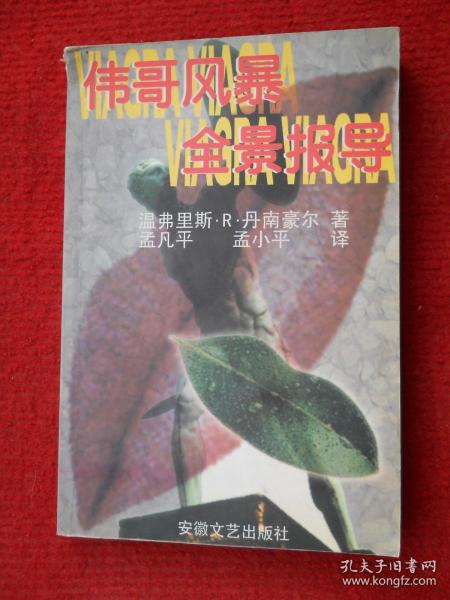 VIAGRA VIAGRA
伟哥风暴
VIAGRA VIAGRA
全景报导
温弗里斯·R·丹南豪尔 著
孟凡平 孟小平 译
安徽文艺出版社
孔夫子旧书网
www.kongfz.com